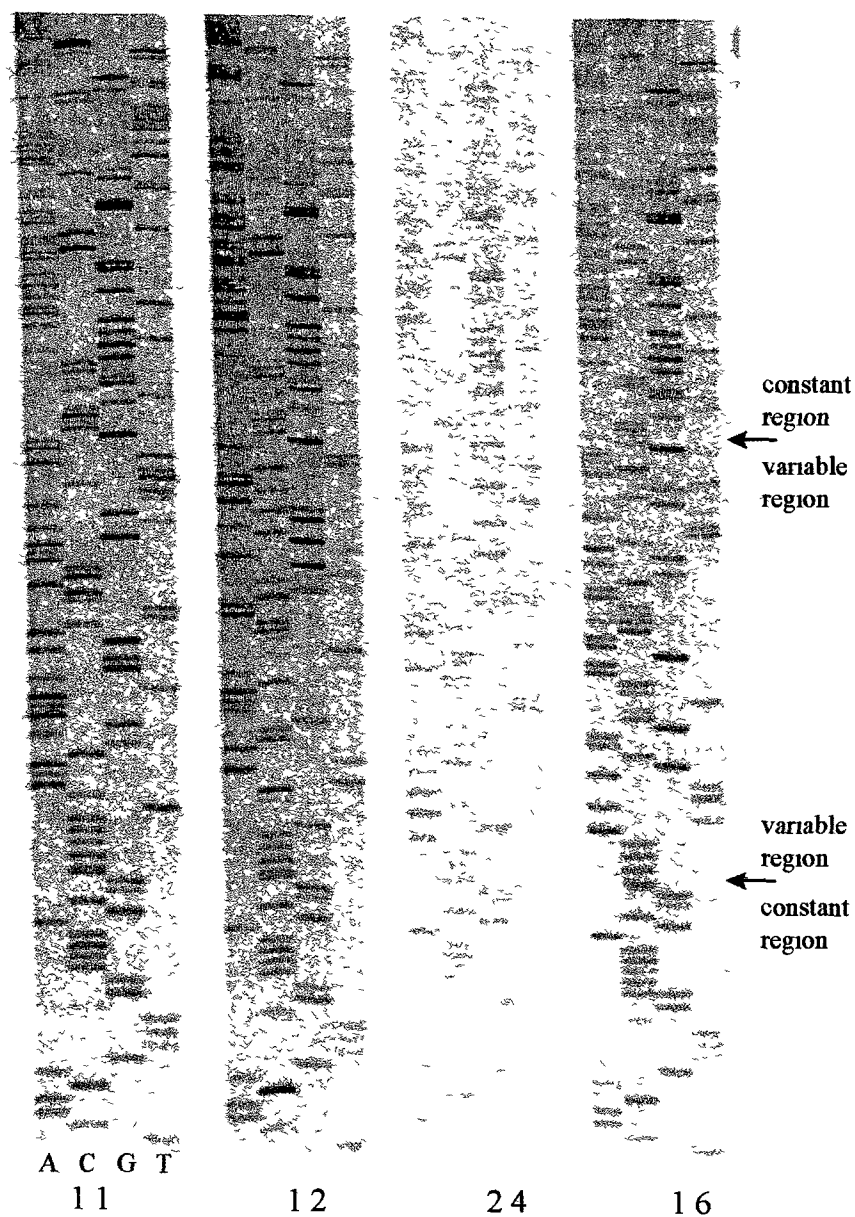 constant
region
variable
region
variable
region
constant
region
A C G T
11 12 24 16